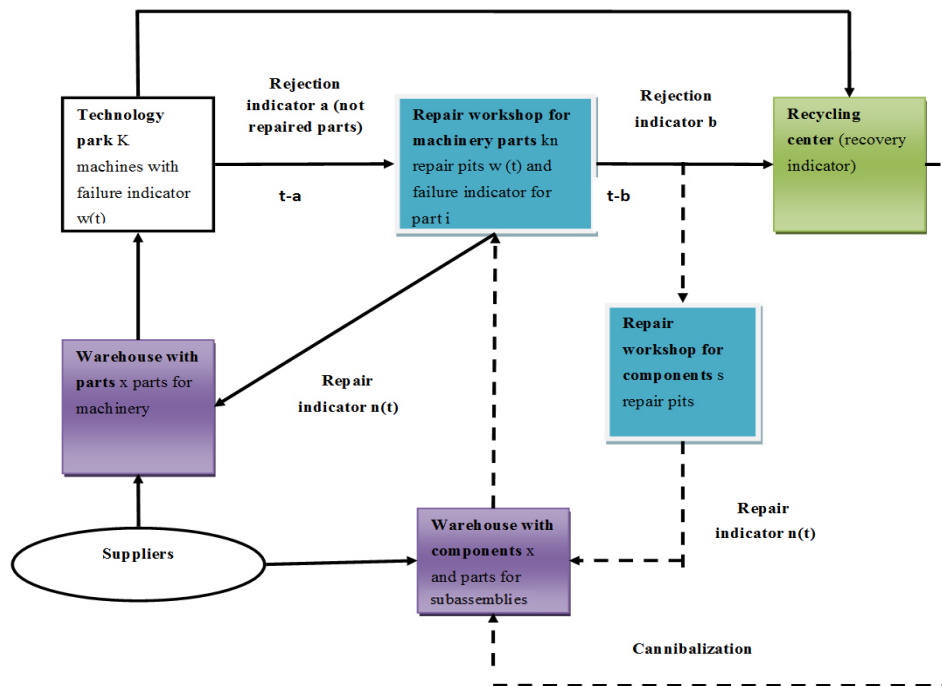 Technology
park K
machines with
failure indicator
w(t)
Rejection
indicator a (not
repaired parts)
t-a
Repair workshop for
machinery parts kn
repair pits w (t) and
failure indicator for
part i
Rejection
indicator b
t-b
Recycling
center (recovery
indicator)
Repair
workshop for
components s
repair pits
Warehouse with
parts x parts for
machinery
Repair
indicator n(t)
Suppliers
Warehouse with
components x
and parts for
subassemblies
Repair
indicator n(t)
Cannibalization